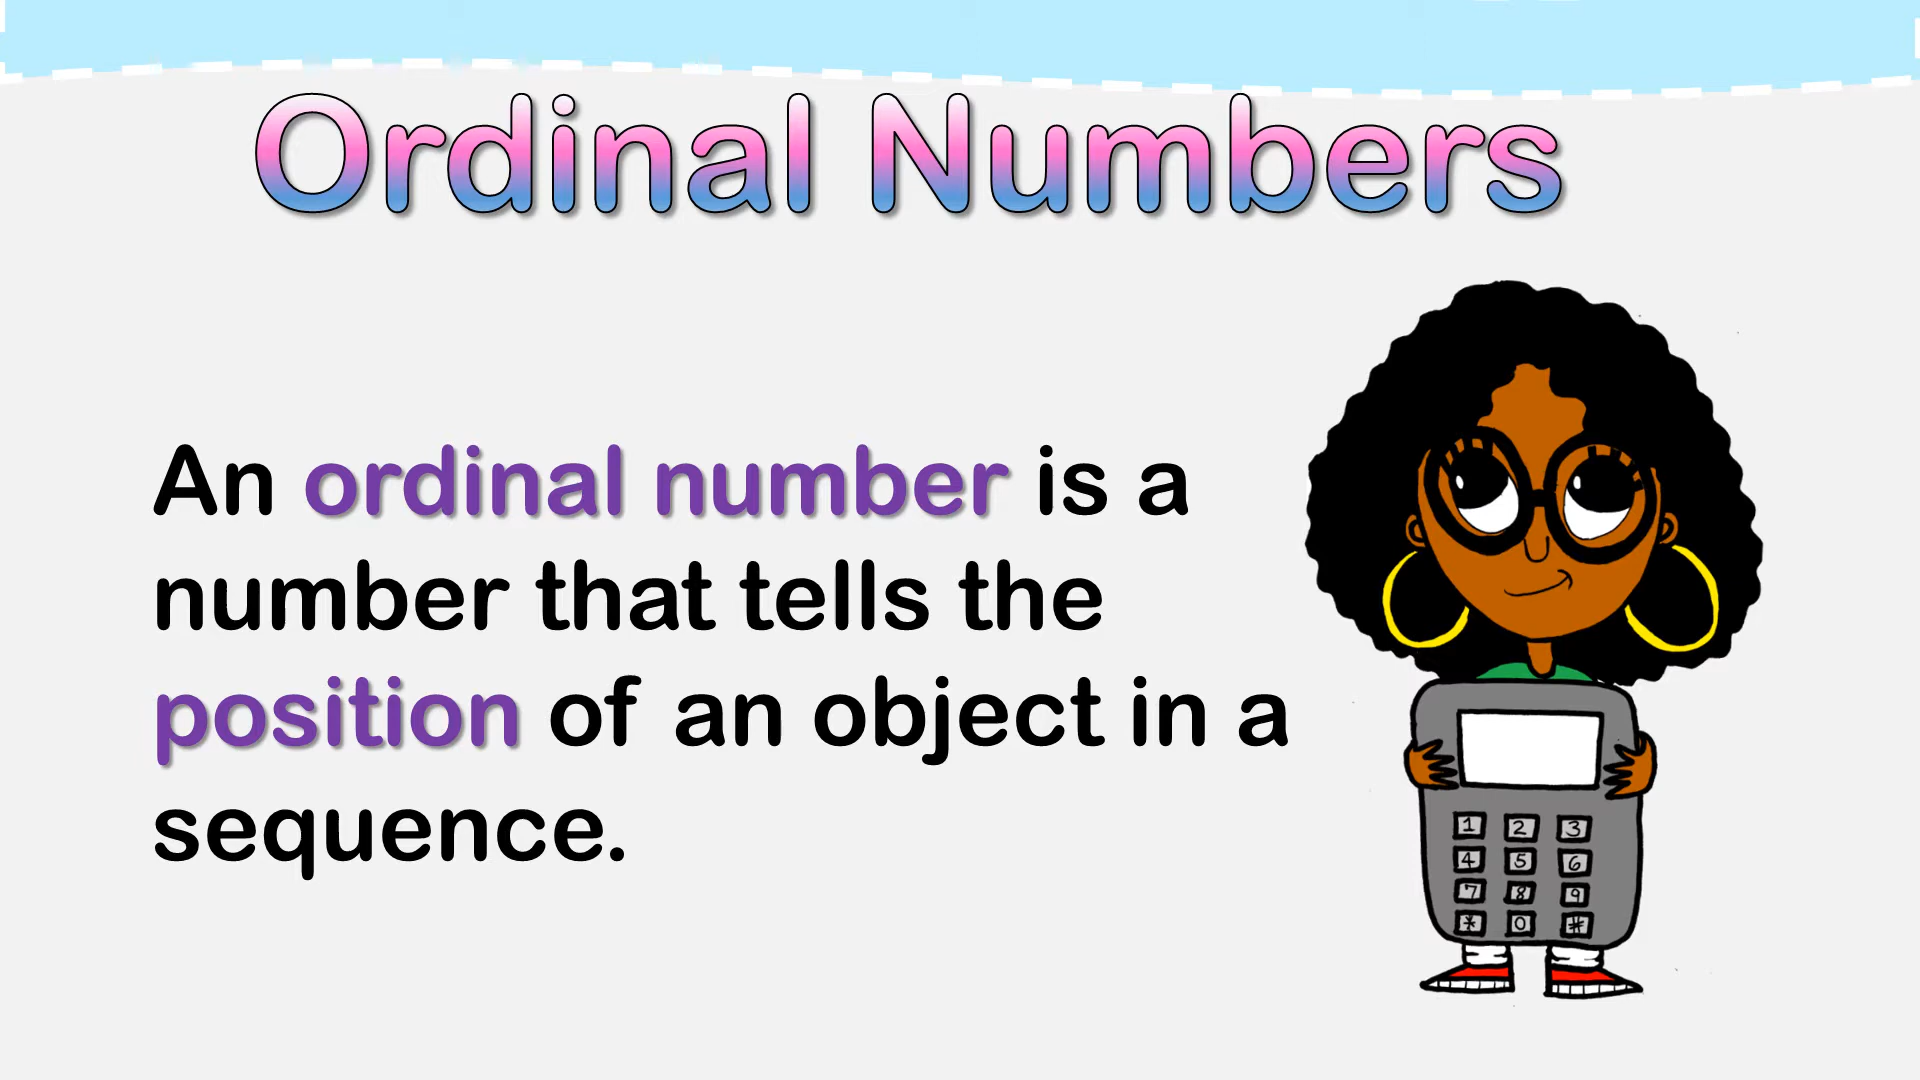 Ordinal Numbers
An ordinal number is a
number that tells the
position of an object in a
sequence.
1 2 3
4 5 6
7 8 9
* 0 #